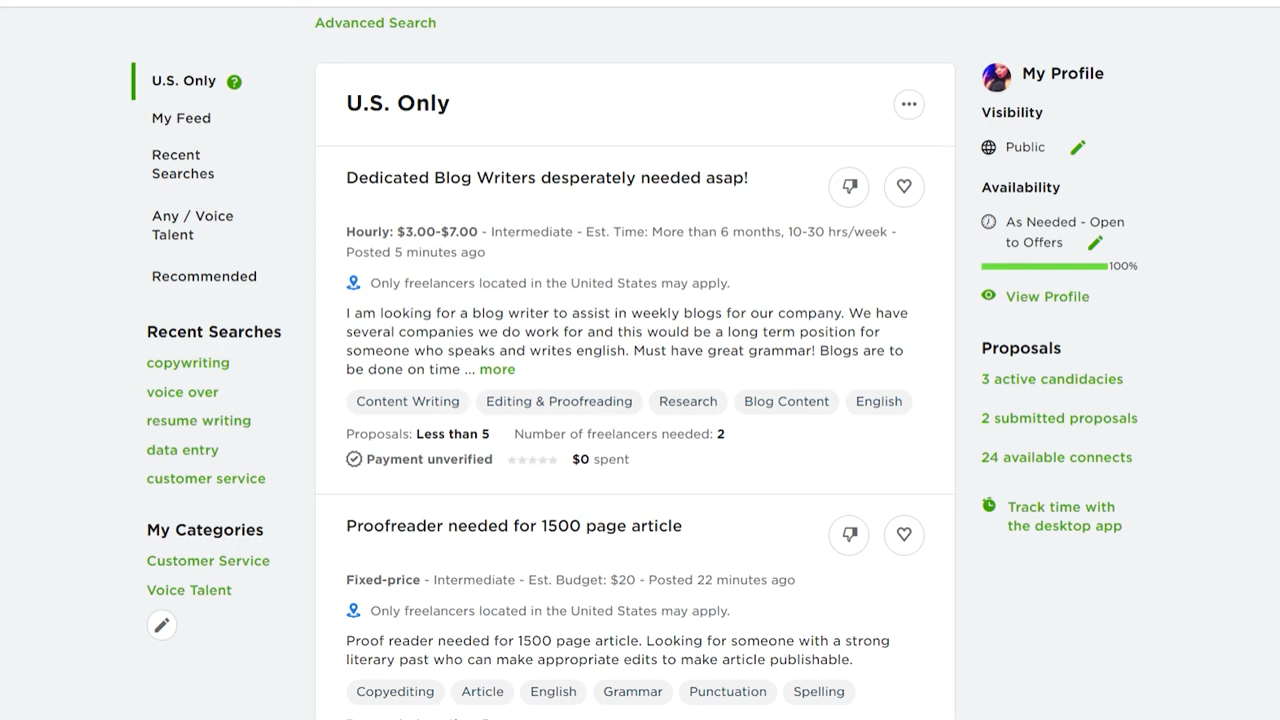 Advanced Search
U.S. Only
My Feed
Recent
Searches
Any / Voice
Talent
Recommended
Recent Searches
copywriting
voice over
resume writing
data entry
customer service
My Categories
Customer Service
Voice Talent
U.S. Only
Dedicated Blog Writers desperately needed asap!
Hourly: $3.00-$7.00 - Intermediate - Est. Time: More than 6 months, 10-30 hrs/week -
Posted 5 minutes ago
Only freelancers located in the United States may apply.
I am looking for a blog writer to assist in weekly blogs for our company. We have
several companies we do work for and this would be a long term position for
someone who speaks and writes english. Must have great grammar! Blogs are to
be done on time ... more
Content Writing Editing & Proofreading Research Blog Content English
Proposals: Less than 5 Number of freelancers needed: 2
Payment unverified $0 spent
Proofreader needed for 1500 page article
Fixed-price - Intermediate - Est. Budget: $20 - Posted 22 minutes ago
Only freelancers located in the United States may apply.
Proof reader needed for 1500 page article. Looking for someone with a strong
literary past who can make appropriate edits to make article publishable.
Copyediting Article English Grammar Punctuation Spelling
My Profile
Visibility
Public
Availability
As Needed - Open
to Offers
100%
View Profile
Proposals
3 active candidacies
2 submitted proposals
24 available connects
Track time with
the desktop app